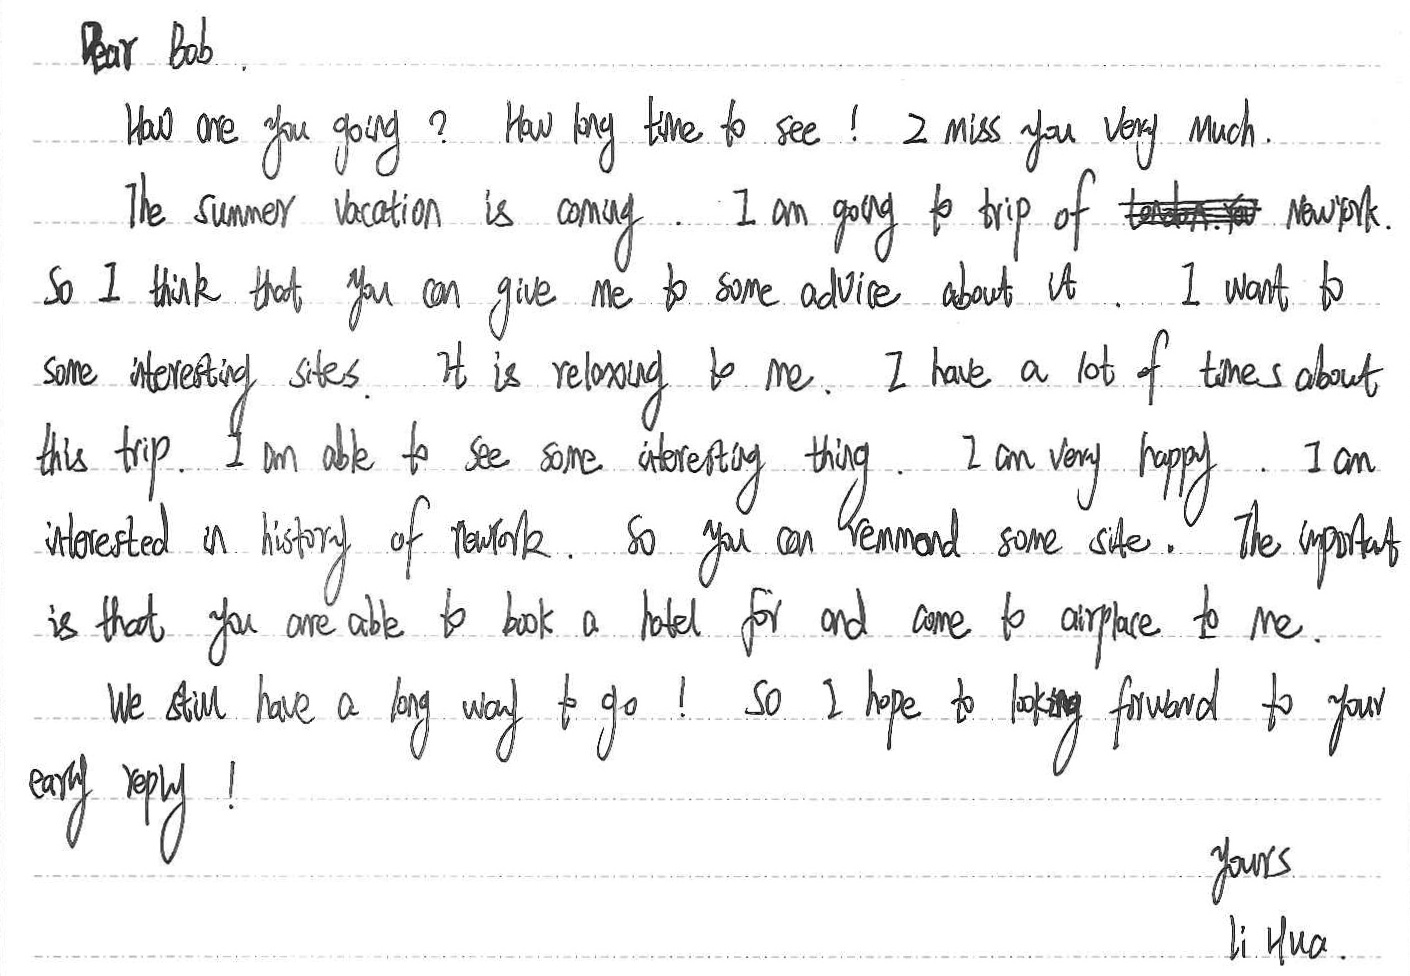 Dear Bob.
How are you going? How long time to see! I miss you very much.
The summer vacation is coming. I am going to trip of NewYork.
So I think that you can give me to some advice about it. I want to
some interesting sites. It is relaxing to me. I have a lot of times about
this trip. I am able to see some interesting thing. I am very happy. I am
interested in history of newYork. So you can remmand some site. The importat
is that you are able to book a hotel for and come to airplace to me.
We still have a long way to go! So I hope to looking forward to your
early reply!
yours
li Hua.